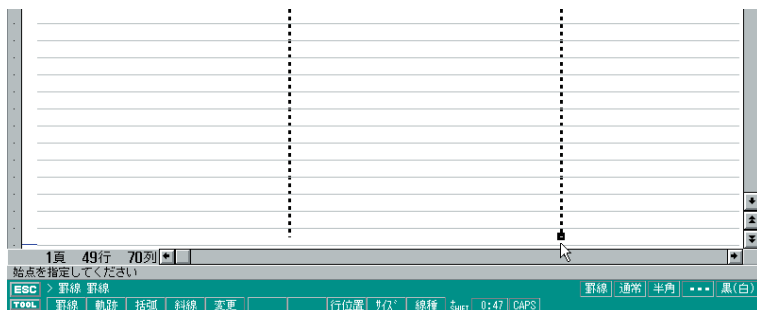 1頁 49行 70列
始点を指定してください
ESC > 罫線 罫線 罫線 通常 半角 ••• 黒(白)
TOOL 罫線 軌跡 括弧 斜線 変更 行位置 ｻｲｽﾞ 線種 SHIFT 0:47 CAPS